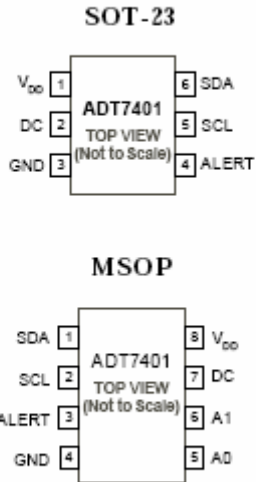 SOT-23
V_DD 1 6 SDA
ADT7401
DC 2 5 SCL
TOP VIEW
(Not to Scale)
GND 3 4 ALERT
MSOP
SDA 1 8 V_DD
ADT7401
SCL 2 7 DC
TOP VIEW
(Not to Scale)
ALERT 3 6 A1
GND 4 5 A0